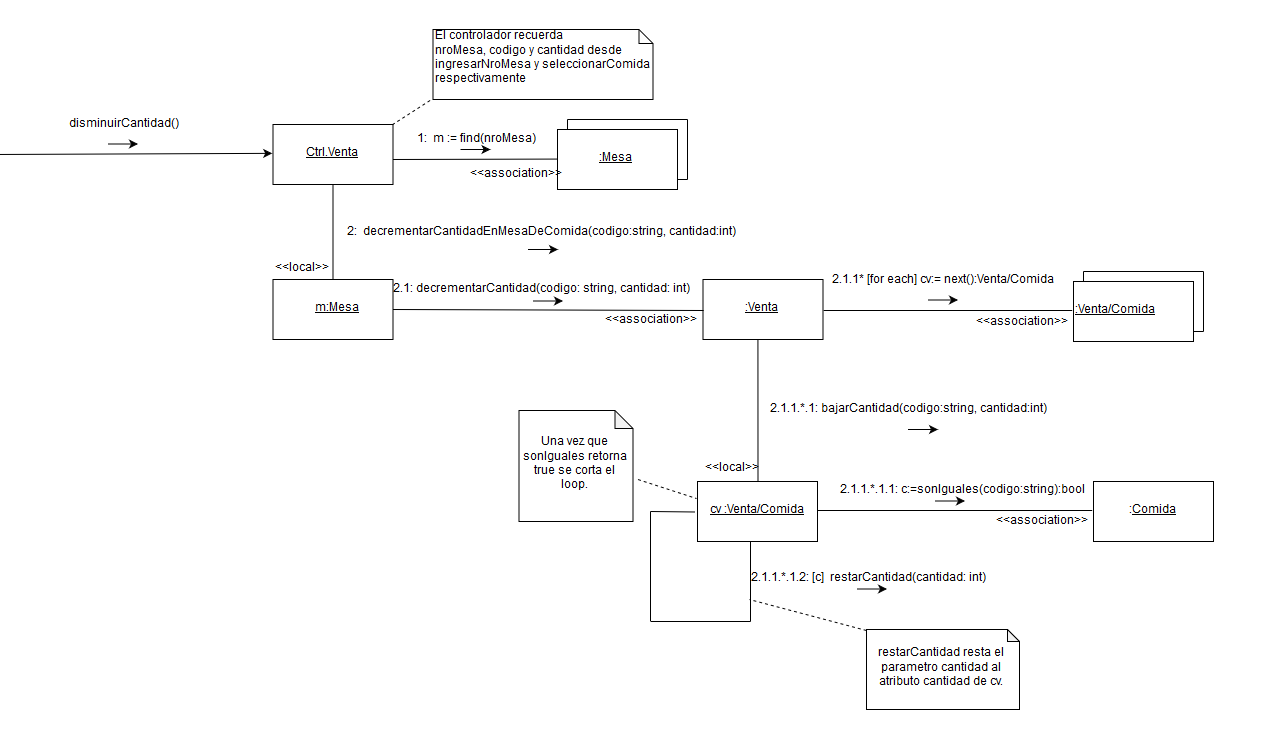 El controlador recuerda
nroMesa, codigo y cantidad desde
ingresarNroMesa y seleccionarComida
respectivamente
disminuirCantidad()
Ctrl.Venta
1: m := find(nroMesa)
<<association>>
:Mesa
2: decrementarCantidadEnMesaDeComida(codigo:string, cantidad:int)
<<local>>
m:Mesa
2.1: decrementarCantidad(codigo: string, cantidad: int)
<<association>>
:Venta
2.1.1* [for each] cv:= next():Venta/Comida
<<association>>
:Venta/Comida
2.1.1.*.1: bajarCantidad(codigo:string, cantidad:int)
<<local>>
Una vez que
sonIguales retorna
true se corta el
loop.
cv :Venta/Comida
2.1.1.*.1.1: c:=sonIguales(codigo:string):bool
<<association>>
:Comida
2.1.1.*.1.2: [c] restarCantidad(cantidad: int)
restarCantidad resta el
parametro cantidad al
atributo cantidad de cv.